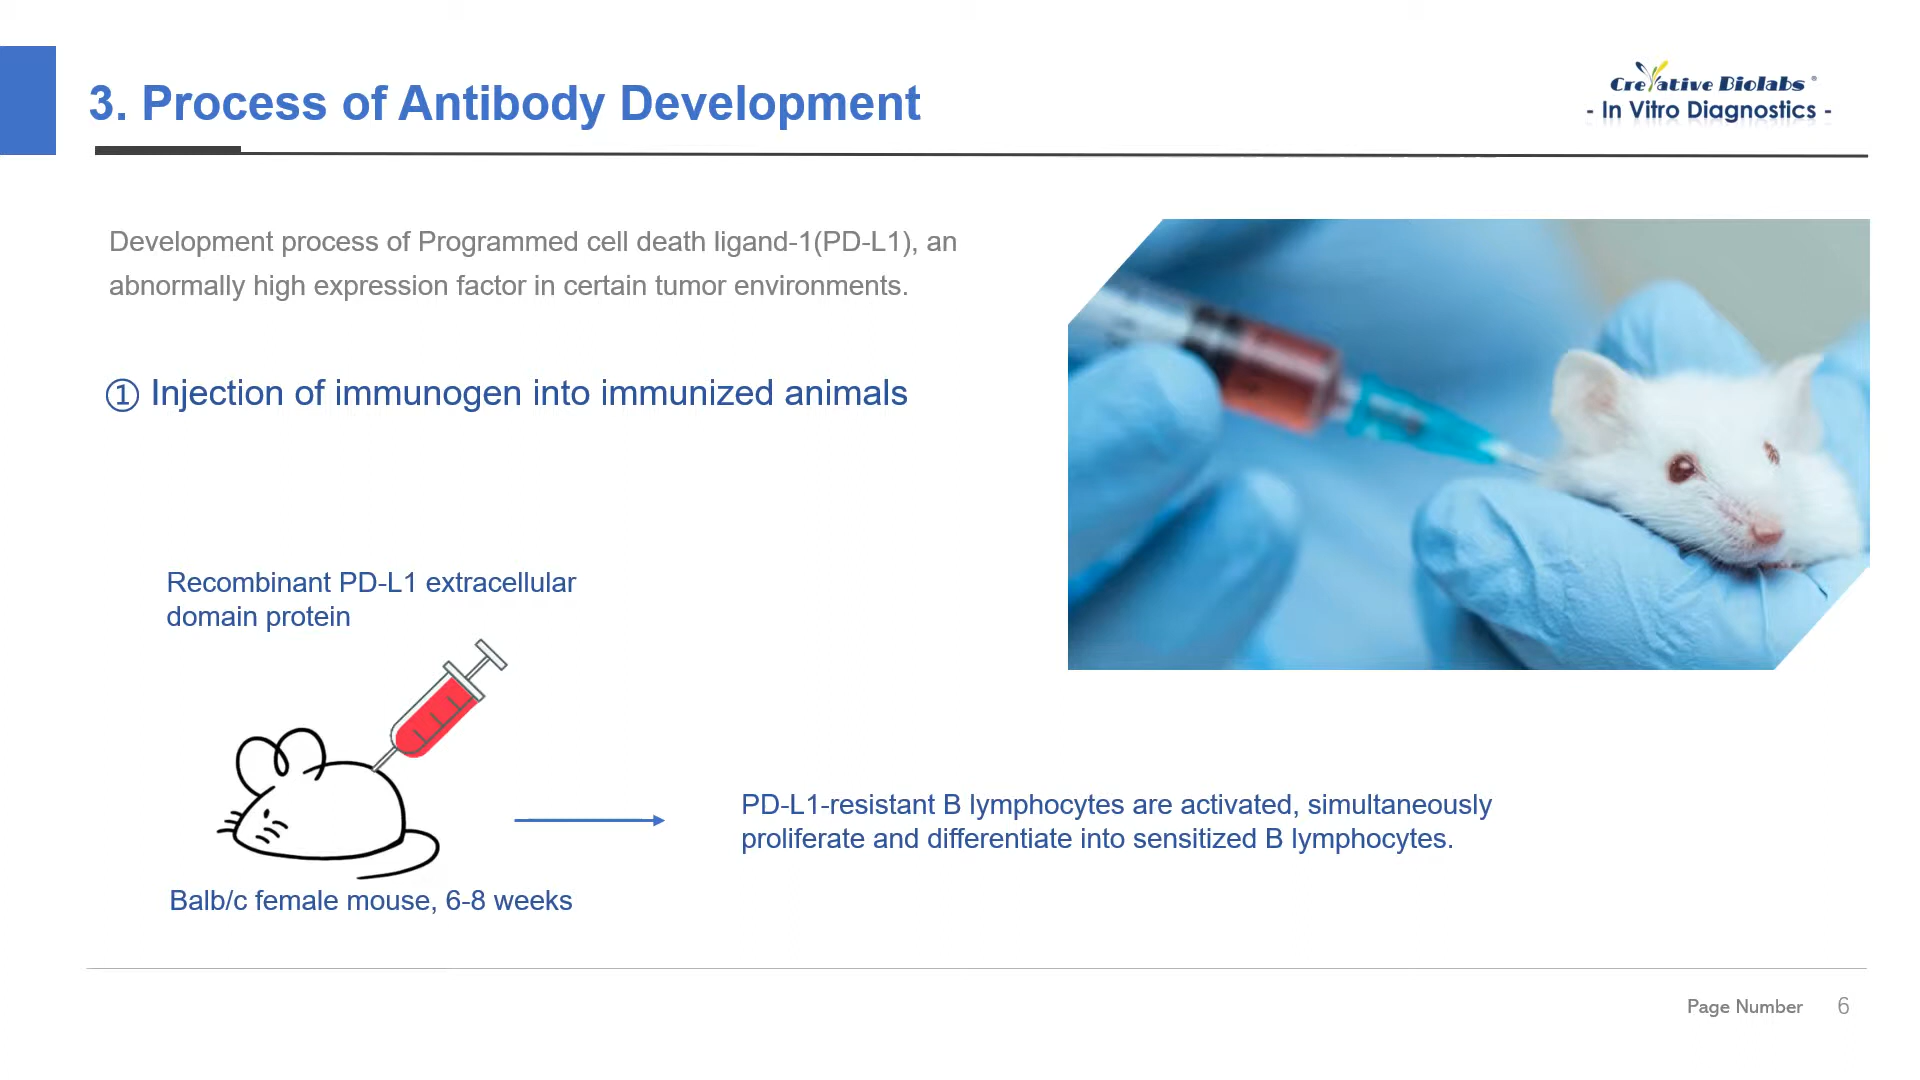 3. Process of Antibody Development
Creative Biolabs ®
- In Vitro Diagnostics -
Development process of Programmed cell death ligand-1(PD-L1), an
abnormally high expression factor in certain tumor environments.
① Injection of immunogen into immunized animals
Recombinant PD-L1 extracellular
domain protein
PD-L1-resistant B lymphocytes are activated, simultaneously
proliferate and differentiate into sensitized B lymphocytes.
Balb/c female mouse, 6-8 weeks
Page Number 6